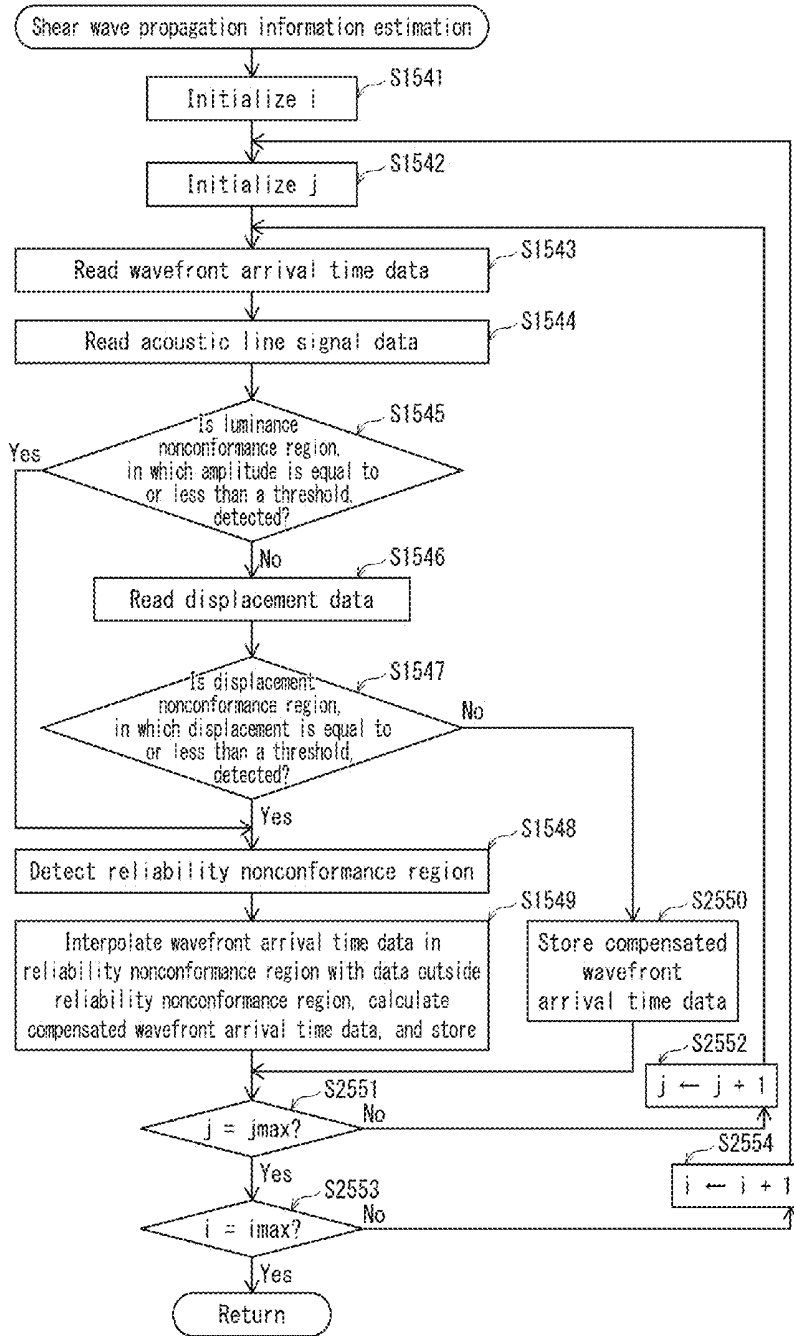 Shear wave propagation information estimation
S1541
Initialize i
S1542
Initialize j
S1543
Read wavefront arrival time data
S1544
Read acoustic line signal data
S1545
Is luminance
nonconformance region,
in which amplitude is equal to
or less than a threshold,
detected?
Yes
No
S1546
Read displacement data
S1547
Is displacement
nonconformance region,
in which displacement is equal to
or less than a threshold,
detected?
No
Yes
S1548
Detect reliability nonconformance region
S1549
Interpolate wavefront arrival time data in
reliability nonconformance region with data outside
reliability nonconformance region, calculate
compensated wavefront arrival time data, and store
S2550
Store compensated
wavefront
arrival time data
S2552
j ← j + 1
S2551
j = jmax?
No
Yes
S2554
i ← i + 1
S2553
i = imax?
No
Yes
Return